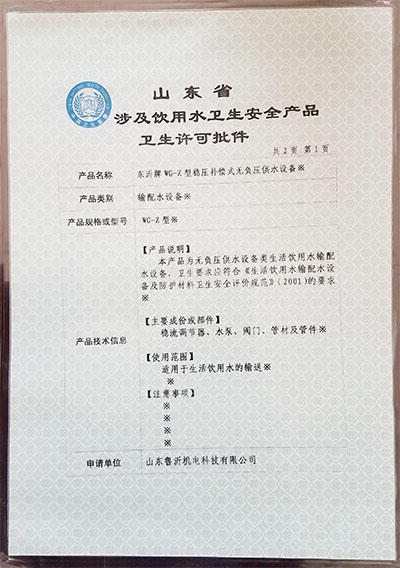 山东省
涉及饮用水卫生安全产品
卫生许可批件
共 2 页 第 1 页
产品名称 东沂牌 WG-Z 型稳压补偿式无负压供水设备※
产品类别 输配水设备※
产品规格或型号 WG-Z 型※
【产品说明】
本产品为无负压供水设备类生活饮用水输配
水设备，卫生要求应符合《生活饮用水输配水设
备及防护材料卫生安全评价规范》(2001)的要求
※
【主要成份或部件】
产品技术信息 稳流调节器、水泵、阀门、管材及管件※
【使用范围】
适用于生活饮用水的输送※
※
【注意事项】
※
※
※
※
申请单位 山东鲁沂机电科技有限公司